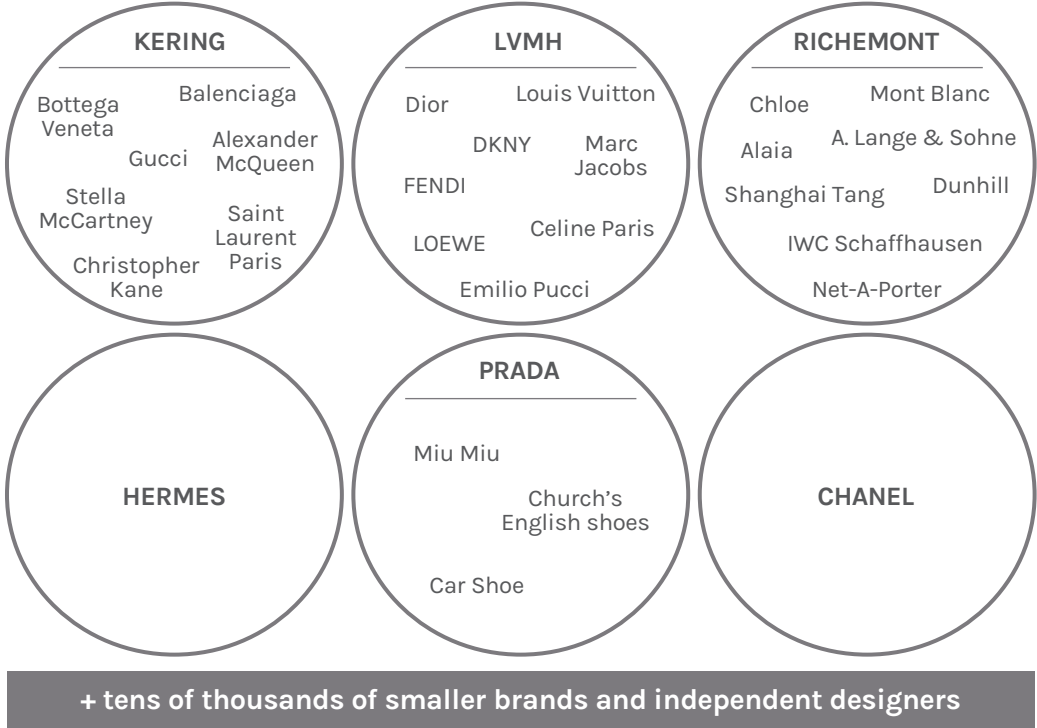 KERING
Bottega
Veneta
Balenciaga
Gucci
Alexander
McQueen
Stella
McCartney
Saint
Laurent
Paris
Christopher
Kane
LVMH
Dior
Louis Vuitton
DKNY
Marc
Jacobs
FENDI
LOEWE
Celine Paris
Emilio Pucci
RICHEMONT
Chloe
Mont Blanc
Alaia
A. Lange & Sohne
Shanghai Tang
Dunhill
IWC Schaffhausen
Net-A-Porter
HERMES
PRADA
Miu Miu
Church’s
English shoes
Car Shoe
CHANEL
+ tens of thousands of smaller brands and independent designers